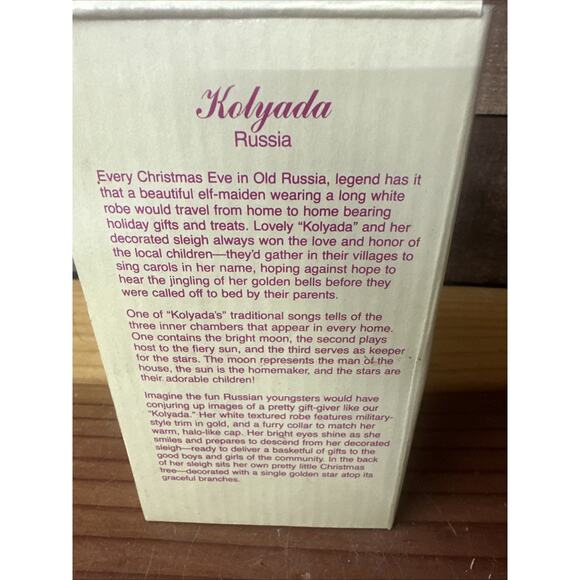 Kolyada
Russia
Every Christmas Eve in Old Russia, legend has it
that a beautiful elf-maiden wearing a long white
robe would travel from home to home bearing
holiday gifts and treats. Lovely “Kolyada” and her
decorated sleigh always won the love and honor of
the local children—they’d gather in their villages to
sing carols in her name, hoping against hope to
hear the jingling of her golden bells before they
were called off to bed by their parents.
One of “Kolyada’s” traditional songs tells of the
three inner chambers that appear in every home.
One contains the bright moon, the second plays
host to the fiery sun, and the third serves as keeper
for the stars. The moon represents the man of the
house, the sun is the homemaker, and the stars are
their adorable children!
Imagine the fun Russian youngsters would have
conjuring up images of a pretty gift-giver like our
“Kolyada.” Her white textured robe features military-
style trim in gold, and a furry collar to match her
warm, halo-like cap. Her bright eyes shine as she
smiles and prepares to descend from her decorated
sleigh—ready to deliver a basketful of gifts to the
good boys and girls of the community. In the back
of her sleigh sits her own pretty little Christmas
tree—decorated with a single golden star atop its
graceful branches.